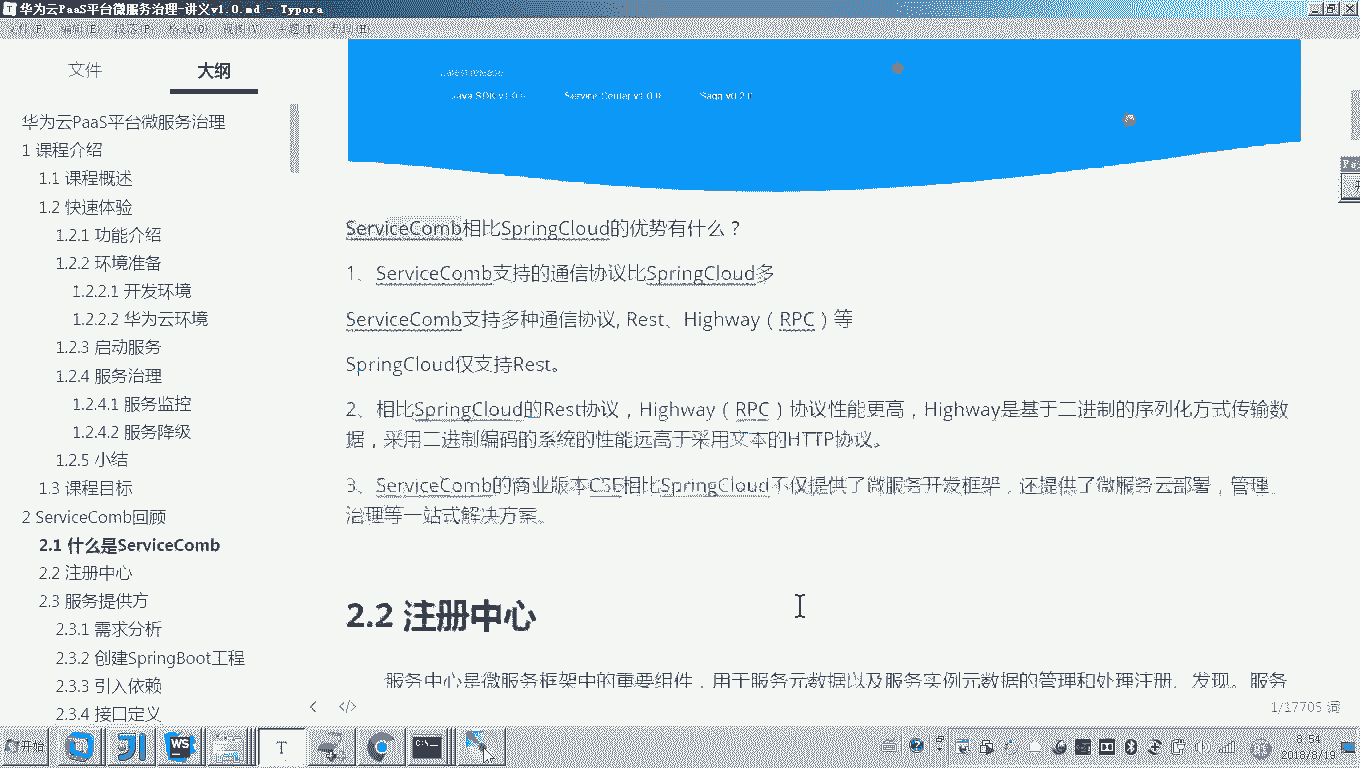 华为云PaaS平台微服务治理-讲义v1.0.md - Typora
文件
大纲
华为云PaaS平台微服务治理
1 课程介绍
1.1 课程概述
1.2 快速体验
1.2.1 功能介绍
1.2.2 环境准备
1.2.2.1 开发环境
1.2.2.2 华为云环境
1.2.3 启动服务
1.2.4 服务治理
1.2.4.1 服务监控
1.2.4.2 服务降级
1.2.5 小结
1.3 课程目标
2 ServiceComb回顾
2.1 什么是ServiceComb
2.2 注册中心
2.3 服务提供方
2.3.1 需求分析
2.3.2 创建SpringBoot工程
2.3.3 引入依赖
2.3.4 接口定义
Service Center v1.0.0
Saga v0.2.0
ServiceComb相比SpringCloud的优势有什么？
1、ServiceComb支持的通信协议比SpringCloud多
ServiceComb支持多种通信协议, Rest、Highway（RPC）等
SpringCloud仅支持Rest。
2、相比SpringCloud的Rest协议，Highway（RPC）协议性能更高，Highway是基于二进制的序列化方式传输数
据，采用二进制编码的系统的性能远高于采用文本的HTTP协议。
3、ServiceComb的商业版本CSE相比SpringCloud不仅提供了微服务开发框架，还提供了微服务云部署，管理、
治理等一站式解决方案。
2.2 注册中心
服务中心是微服务框架中的重要组件，用于服务元数据以及服务实例元数据的管理和处理注册、发现。服务
1/17705 词
开始
8:54
2018/8/19